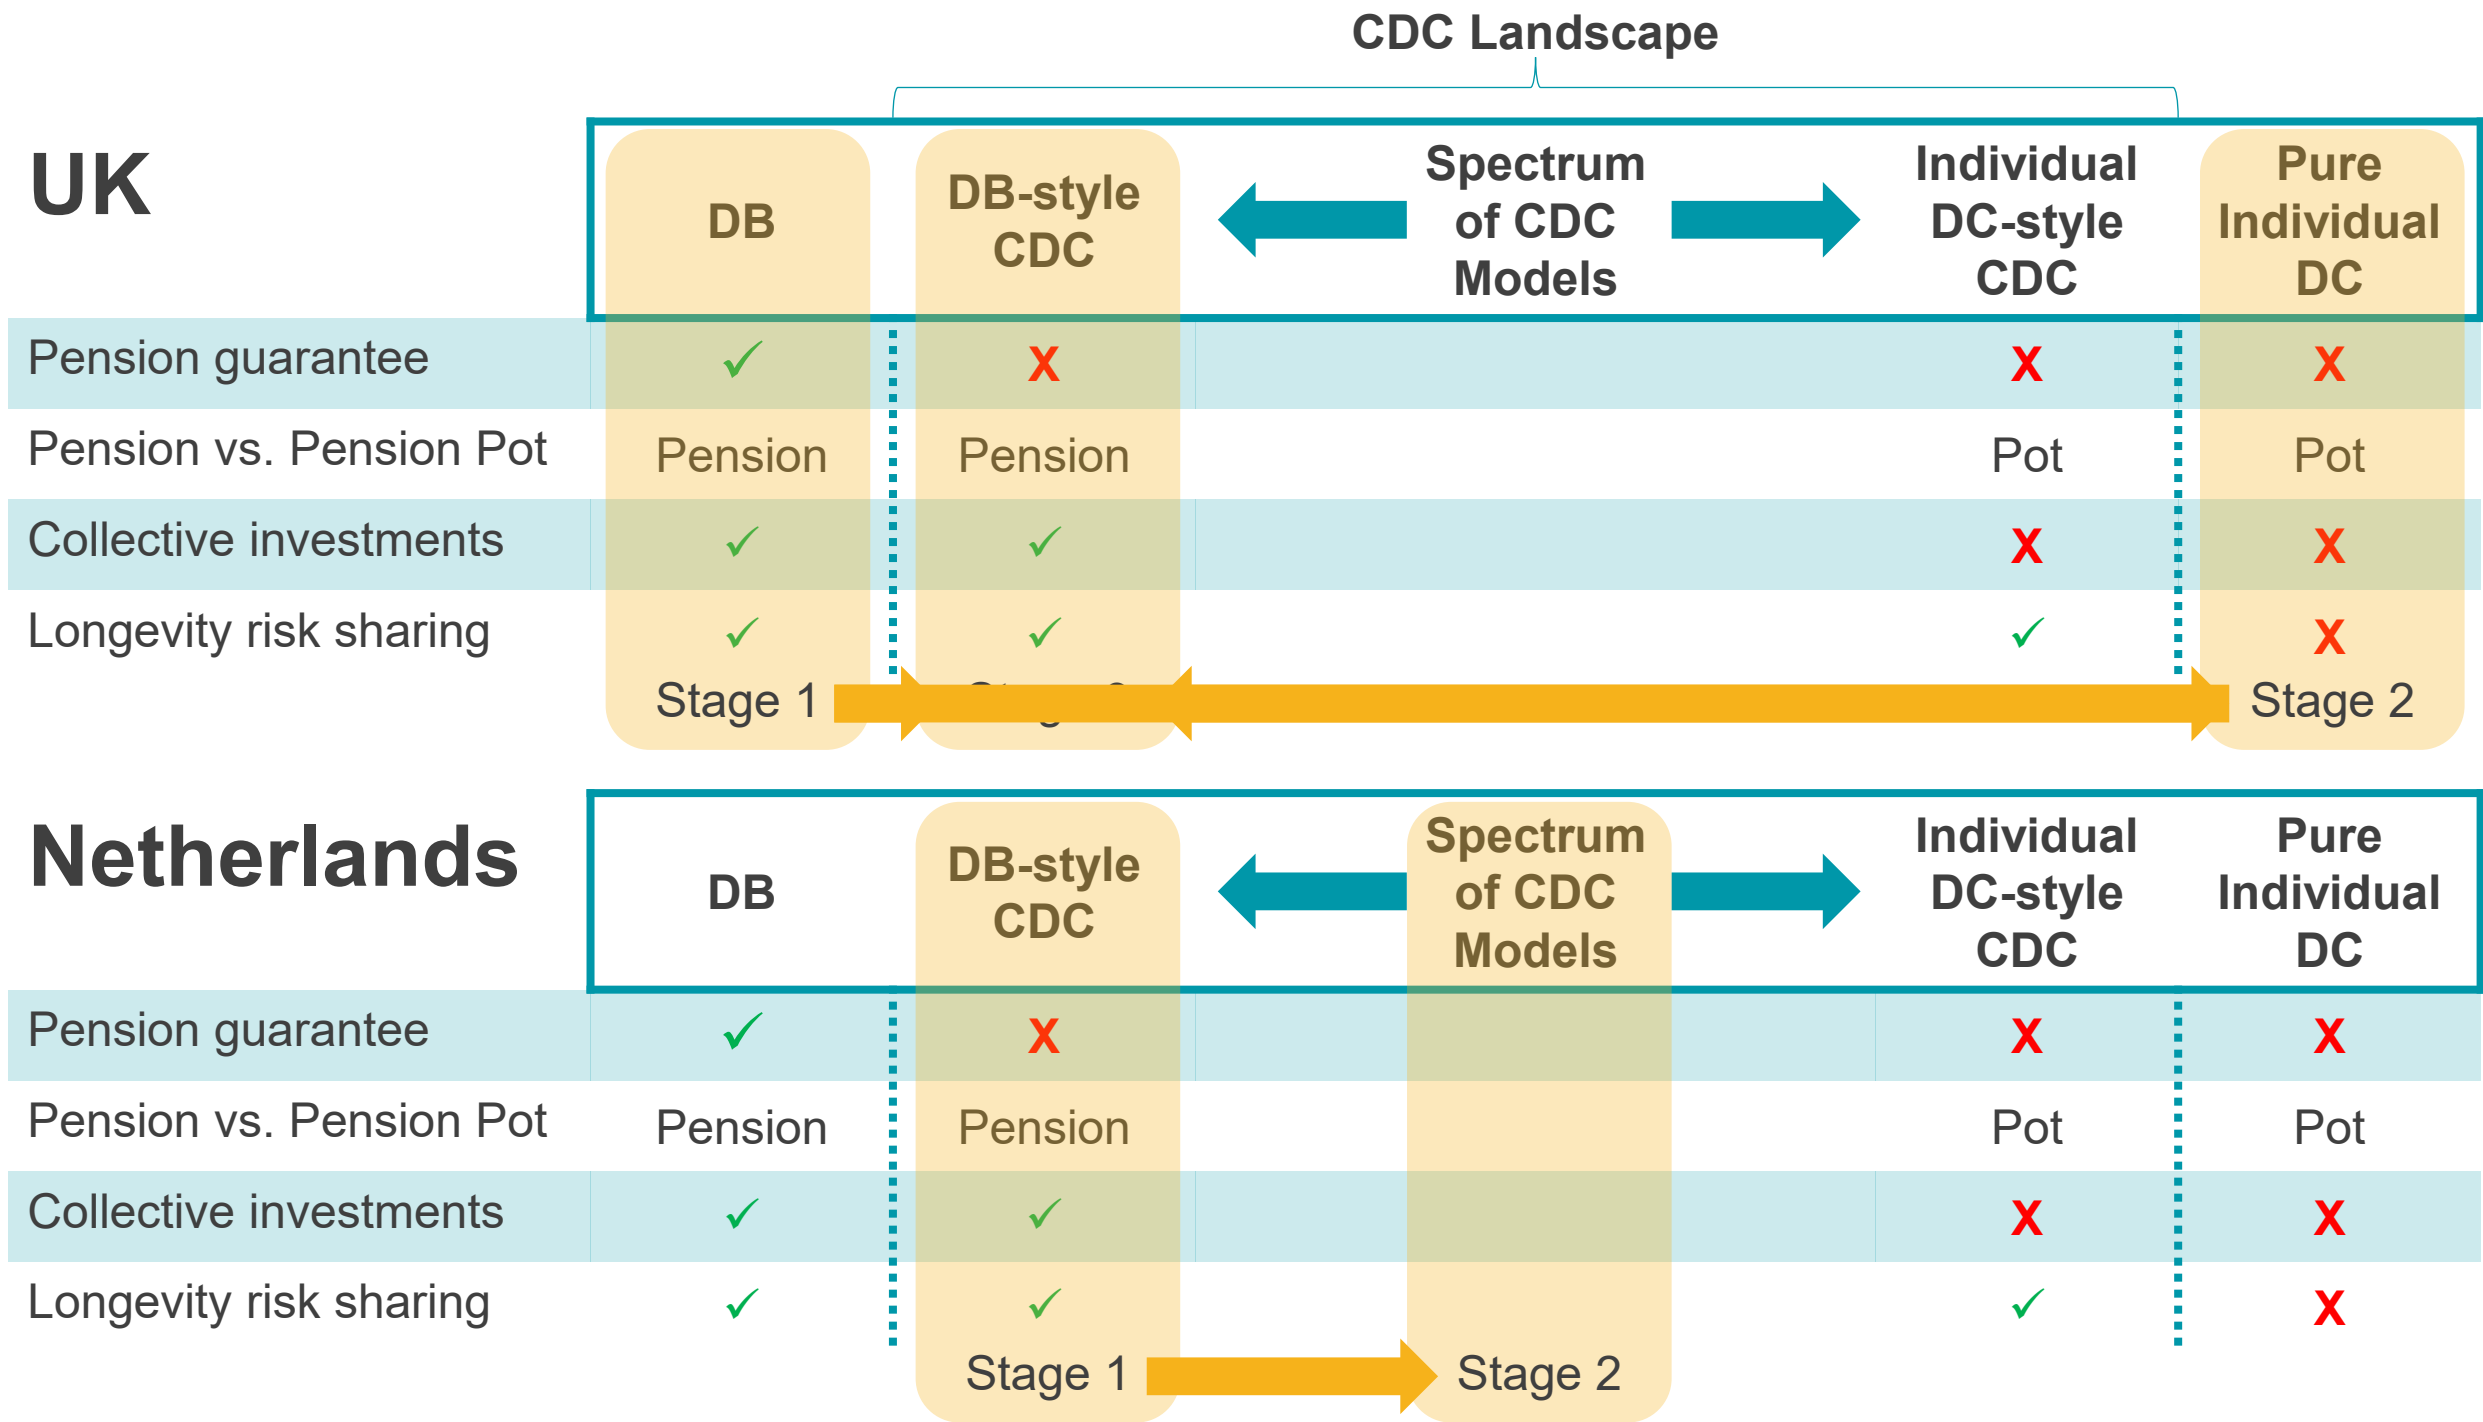 CDC Landscape
UK
DB
DB-style
CDC
Spectrum
of CDC
Models
Individual
DC-style
CDC
Pure
Individual
DC
Pension guarantee ✓ X X X
Pension vs. Pension Pot Pension Pension Pot Pot
Collective investments ✓ ✓ X X
Longevity risk sharing ✓ ✓ ✓ X
Stage 1 Stage 2
Netherlands
DB
DB-style
CDC
Spectrum
of CDC
Models
Individual
DC-style
CDC
Pure
Individual
DC
Pension guarantee ✓ X X X
Pension vs. Pension Pot Pension Pension Pot Pot
Collective investments ✓ ✓ X X
Longevity risk sharing ✓ ✓ ✓ X
Stage 1 Stage 2